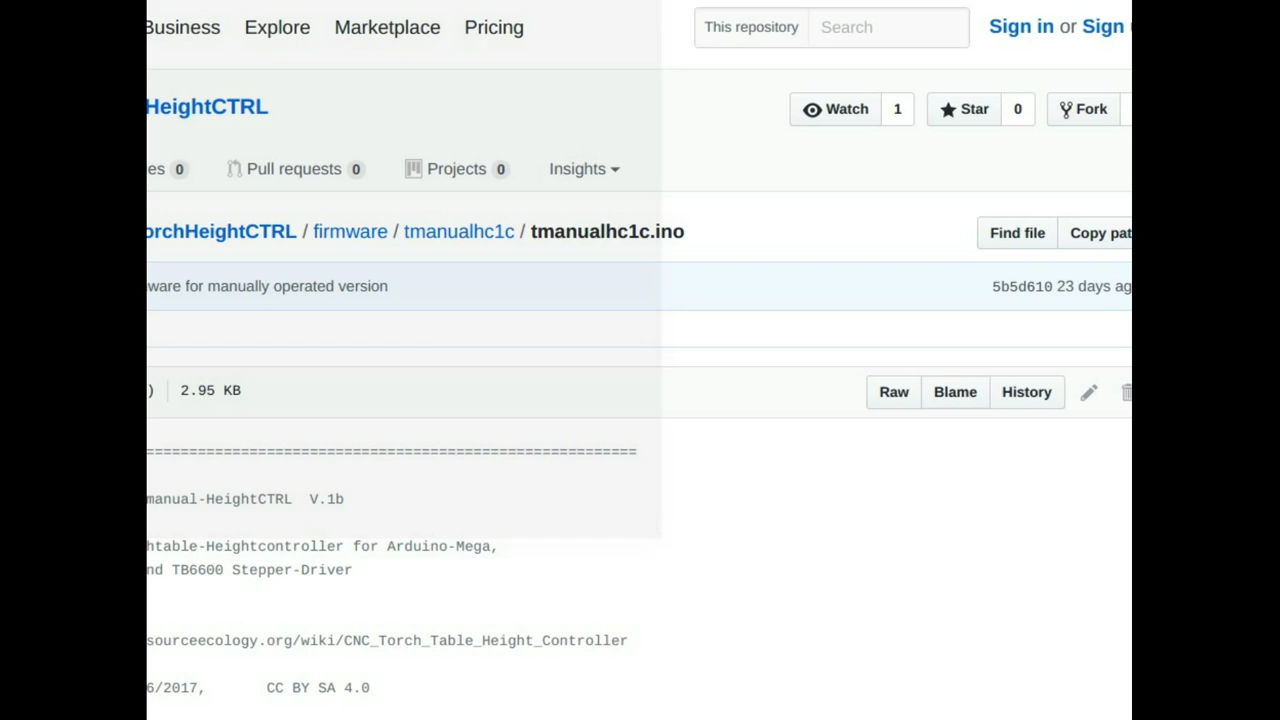 Business Explore Marketplace Pricing This repository Search Sign in or Sign
HeightCTRL Watch 1 Star 0 Fork
es 0 Pull requests 0 Projects 0 Insights
orchHeightCTRL / firmware / tmanualhc1c / tmanualhc1c.ino Find file Copy pat
ware for manually operated version 5b5d610 23 days ag
) 2.95 KB Raw Blame History
=========================================================
manual-HeightCTRL V.1b
htable-Heightcontroller for Arduino-Mega,
nd TB6600 Stepper-Driver
sourceecology.org/wiki/CNC_Torch_Table_Height_Controller
6/2017, CC BY SA 4.0